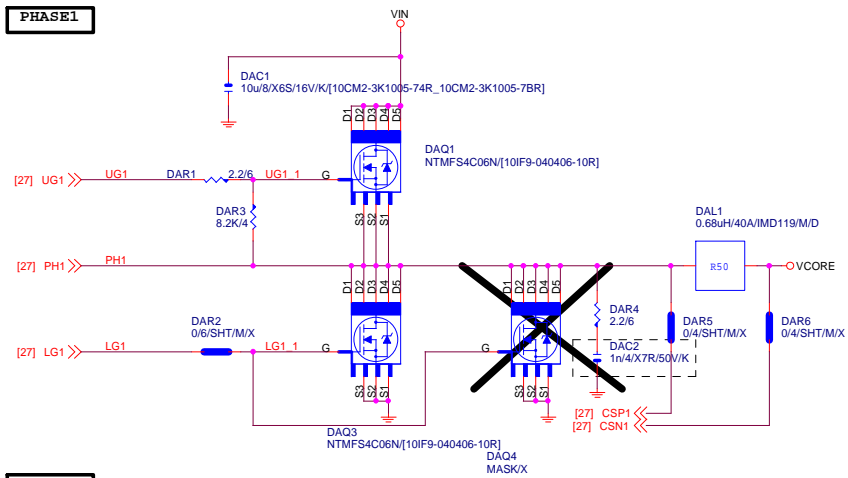 PHASE1
VIN
DAC1
10u/8/X6S/16V/K/[10CM2-3K1005-74R_10CM2-3K1005-7BR]
D1
D2
D3
D4
D5
DAQ1
NTMFS4C06N/[10IF9-040406-10R]
[27] UG1
UG1
DAR1
2.2/6
UG1_1
G
DAR3
8.2K/4
S3
S2
S1
DAL1
0.68uH/40A/IMD119/M/D
[27] PH1
PH1
R50
VCORE
D1
D2
D3
D4
D5
D1
D2
D3
D4
D5
DAR2
0/6/SHT/M/X
DAR4
2.2/6
DAR5
0/4/SHT/M/X
DAR6
0/4/SHT/M/X
[27] LG1
LG1
LG1_1
G
G
DAC2
1n/4/X7R/50V/K
S3
S2
S1
S3
S2
S1
[27] CSP1
[27] CSN1
DAQ3
NTMFS4C06N/[10IF9-040406-10R]
DAQ4
MASK/X